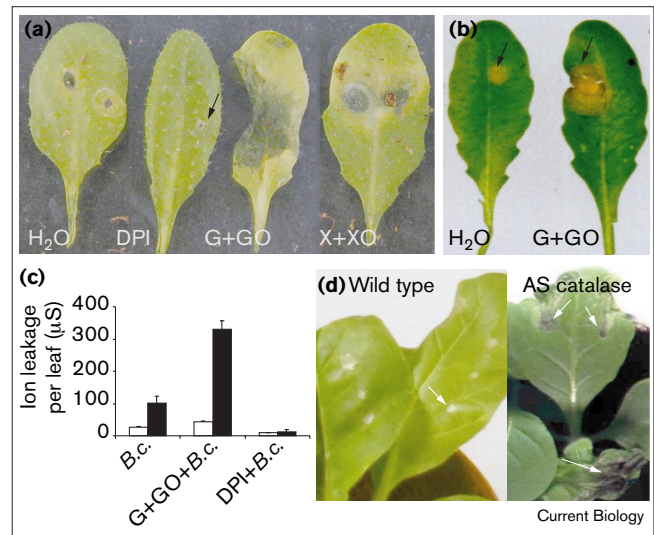 (a)
H2O DPI G+GO X+XO
(b)
H2O G+GO
(c)
Ion leakage
per leaf (μS)
400
300
200
100
0
B.c.
G+GO+B.c.
DPI+B.c.
(d) Wild type AS catalase
Current Biology